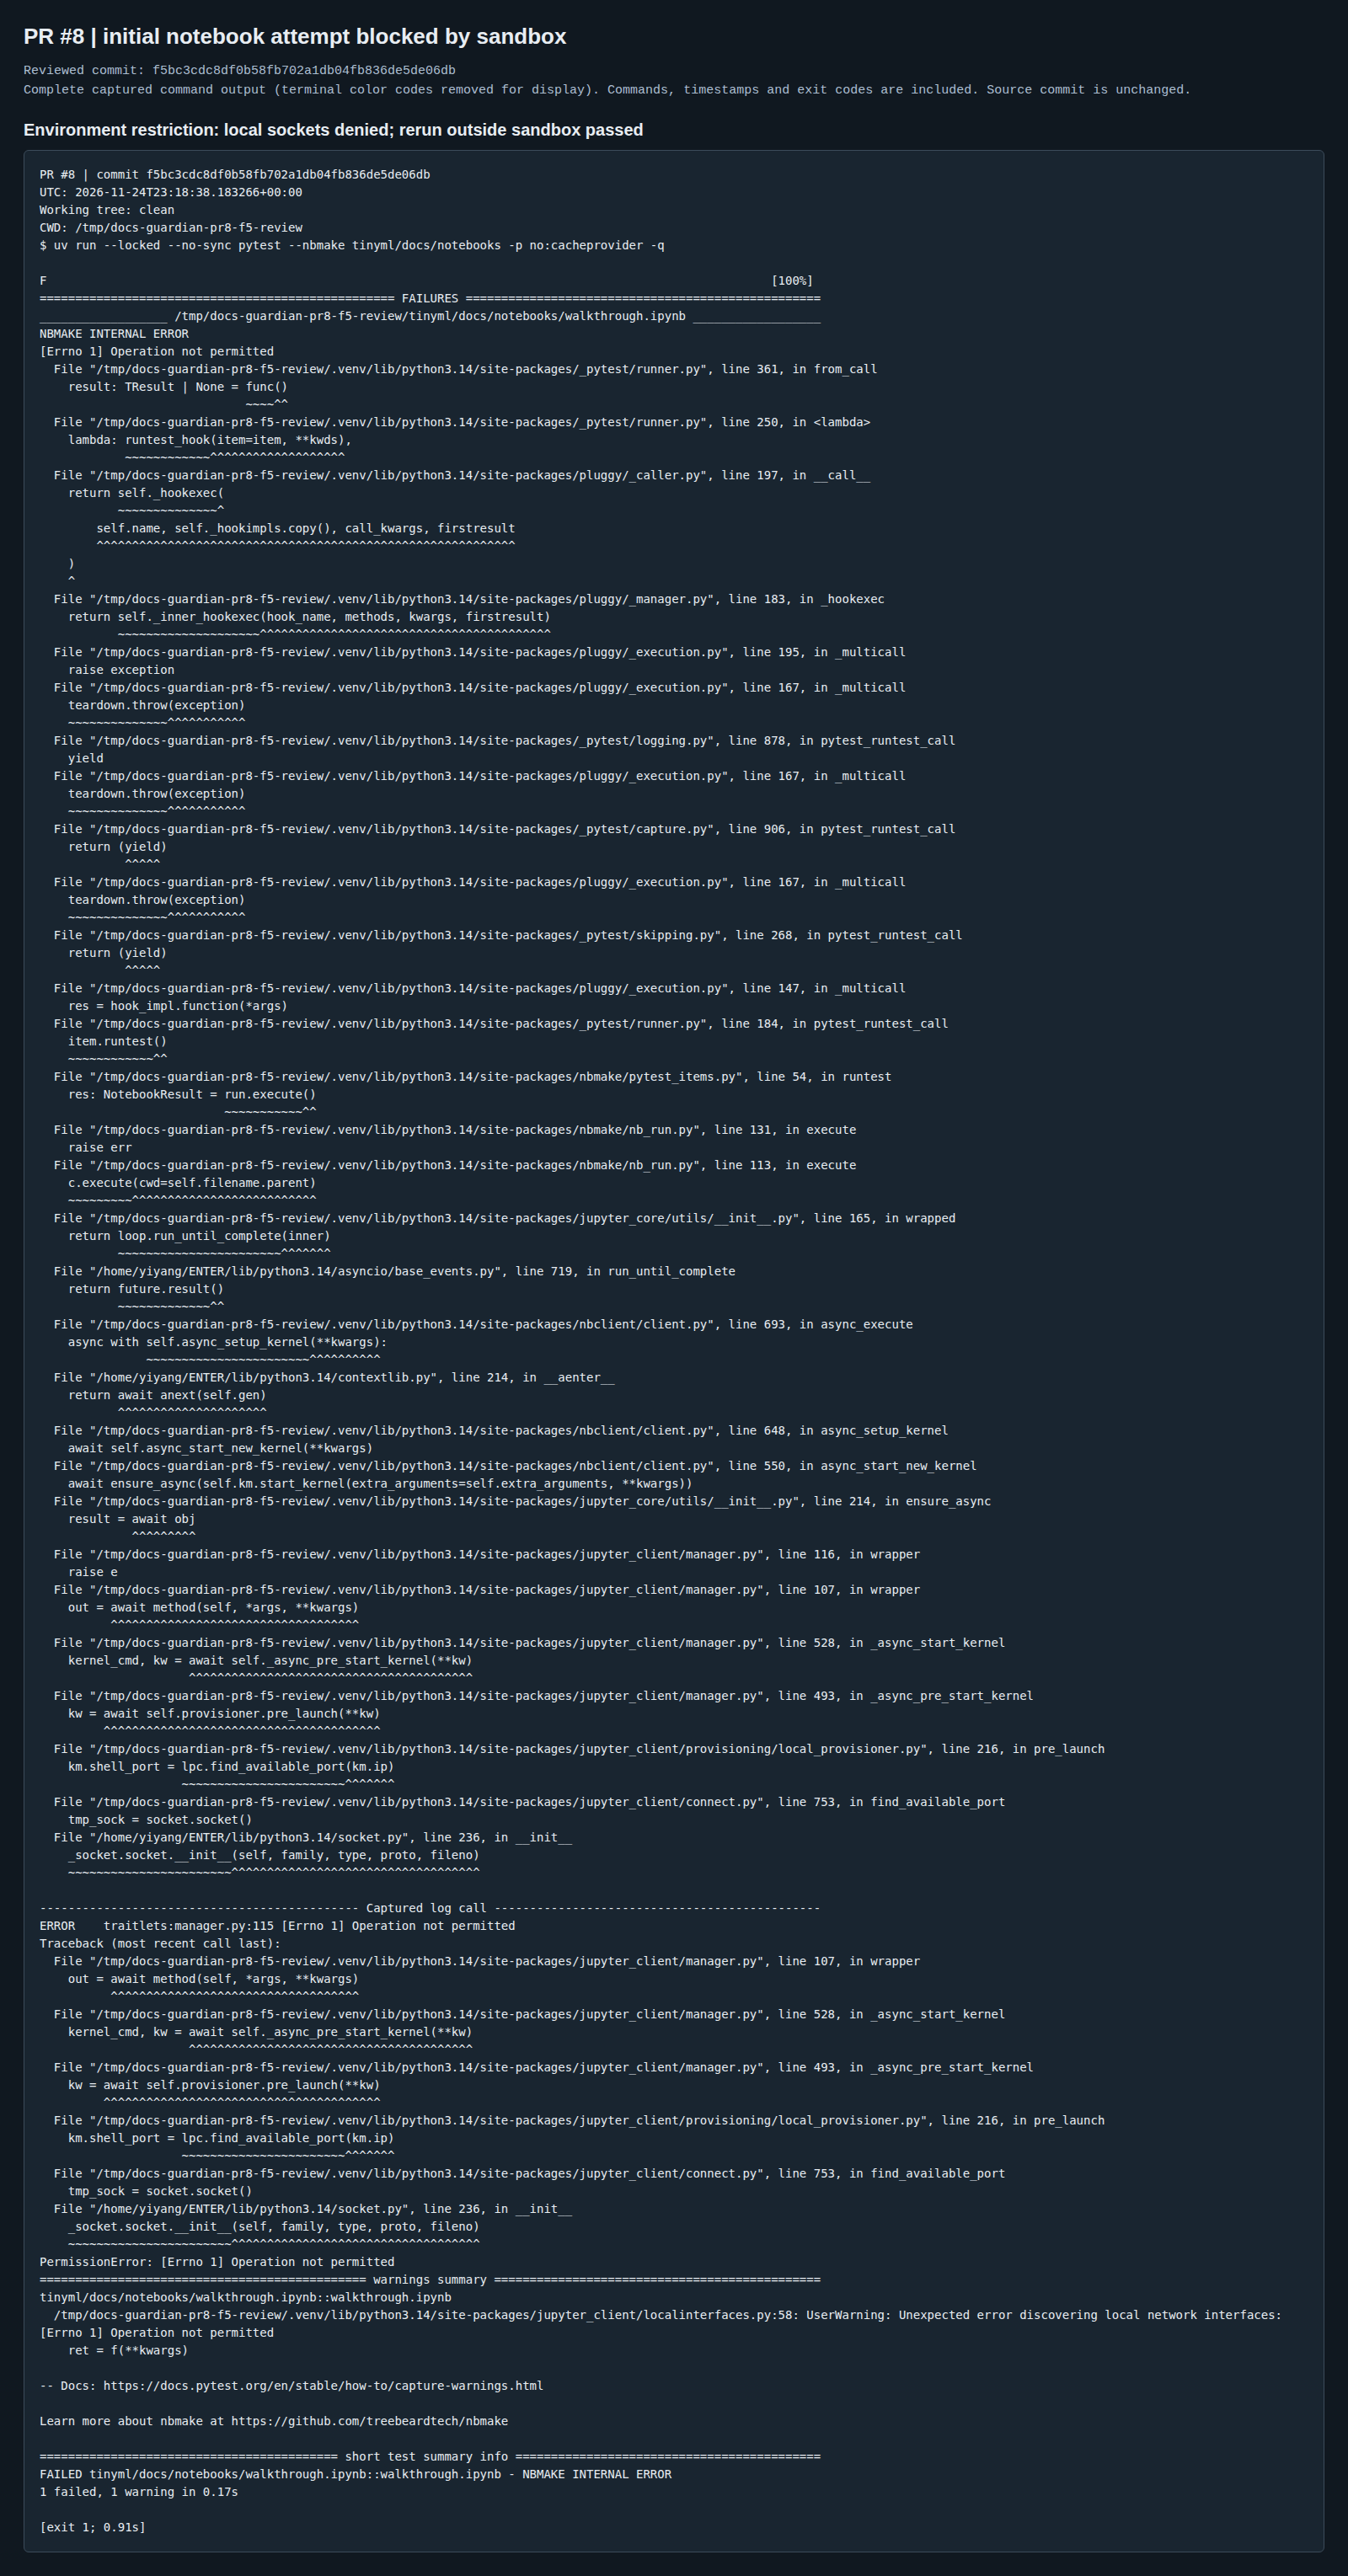 PR #8 | initial notebook attempt blocked by sandbox
Reviewed commit: f5bc3cdc8df0b58fb702a1db04fb836de5de06db
Complete captured command output (terminal color codes removed for display). Commands, timestamps and exit codes are included. Source commit is unchanged.
Environment restriction: local sockets denied; rerun outside sandbox passed
PR #8 | commit f5bc3cdc8df0b58fb702a1db04fb836de5de06db
UTC: 2026-11-24T23:18:38.183266+00:00
Working tree: clean
CWD: /tmp/docs-guardian-pr8-f5-review
$ uv run --locked --no-sync pytest --nbmake tinyml/docs/notebooks -p no:cacheprovider -q

F                                                                                                      [100%]
================================================== FAILURES ==================================================
__________________ /tmp/docs-guardian-pr8-f5-review/tinyml/docs/notebooks/walkthrough.ipynb __________________
NBMAKE INTERNAL ERROR
[Errno 1] Operation not permitted
  File "/tmp/docs-guardian-pr8-f5-review/.venv/lib/python3.14/site-packages/_pytest/runner.py", line 361, in from_call
    result: TResult | None = func()
                             ~~~~^^
  File "/tmp/docs-guardian-pr8-f5-review/.venv/lib/python3.14/site-packages/_pytest/runner.py", line 250, in <lambda>
    lambda: runtest_hook(item=item, **kwds),
            ~~~~~~~~~~~~^^^^^^^^^^^^^^^^^^^
  File "/tmp/docs-guardian-pr8-f5-review/.venv/lib/python3.14/site-packages/pluggy/_caller.py", line 197, in __call__
    return self._hookexec(
           ~~~~~~~~~~~~~~^
        self.name, self._hookimpls.copy(), call_kwargs, firstresult
        ^^^^^^^^^^^^^^^^^^^^^^^^^^^^^^^^^^^^^^^^^^^^^^^^^^^^^^^^^^^
    )
    ^
  File "/tmp/docs-guardian-pr8-f5-review/.venv/lib/python3.14/site-packages/pluggy/_manager.py", line 183, in _hookexec
    return self._inner_hookexec(hook_name, methods, kwargs, firstresult)
           ~~~~~~~~~~~~~~~~~~~~^^^^^^^^^^^^^^^^^^^^^^^^^^^^^^^^^^^^^^^^^
  File "/tmp/docs-guardian-pr8-f5-review/.venv/lib/python3.14/site-packages/pluggy/_execution.py", line 195, in _multicall
    raise exception
  File "/tmp/docs-guardian-pr8-f5-review/.venv/lib/python3.14/site-packages/pluggy/_execution.py", line 167, in _multicall
    teardown.throw(exception)
    ~~~~~~~~~~~~~~^^^^^^^^^^^
  File "/tmp/docs-guardian-pr8-f5-review/.venv/lib/python3.14/site-packages/_pytest/logging.py", line 878, in pytest_runtest_call
    yield
  File "/tmp/docs-guardian-pr8-f5-review/.venv/lib/python3.14/site-packages/pluggy/_execution.py", line 167, in _multicall
    teardown.throw(exception)
    ~~~~~~~~~~~~~~^^^^^^^^^^^
  File "/tmp/docs-guardian-pr8-f5-review/.venv/lib/python3.14/site-packages/_pytest/capture.py", line 906, in pytest_runtest_call
    return (yield)
            ^^^^^
  File "/tmp/docs-guardian-pr8-f5-review/.venv/lib/python3.14/site-packages/pluggy/_execution.py", line 167, in _multicall
    teardown.throw(exception)
    ~~~~~~~~~~~~~~^^^^^^^^^^^
  File "/tmp/docs-guardian-pr8-f5-review/.venv/lib/python3.14/site-packages/_pytest/skipping.py", line 268, in pytest_runtest_call
    return (yield)
            ^^^^^
  File "/tmp/docs-guardian-pr8-f5-review/.venv/lib/python3.14/site-packages/pluggy/_execution.py", line 147, in _multicall
    res = hook_impl.function(*args)
  File "/tmp/docs-guardian-pr8-f5-review/.venv/lib/python3.14/site-packages/_pytest/runner.py", line 184, in pytest_runtest_call
    item.runtest()
    ~~~~~~~~~~~~^^
  File "/tmp/docs-guardian-pr8-f5-review/.venv/lib/python3.14/site-packages/nbmake/pytest_items.py", line 54, in runtest
    res: NotebookResult = run.execute()
                          ~~~~~~~~~~~^^
  File "/tmp/docs-guardian-pr8-f5-review/.venv/lib/python3.14/site-packages/nbmake/nb_run.py", line 131, in execute
    raise err
  File "/tmp/docs-guardian-pr8-f5-review/.venv/lib/python3.14/site-packages/nbmake/nb_run.py", line 113, in execute
    c.execute(cwd=self.filename.parent)
    ~~~~~~~~~^^^^^^^^^^^^^^^^^^^^^^^^^^
  File "/tmp/docs-guardian-pr8-f5-review/.venv/lib/python3.14/site-packages/jupyter_core/utils/__init__.py", line 165, in wrapped
    return loop.run_until_complete(inner)
           ~~~~~~~~~~~~~~~~~~~~~~~^^^^^^^
  File "/home/yiyang/ENTER/lib/python3.14/asyncio/base_events.py", line 719, in run_until_complete
    return future.result()
           ~~~~~~~~~~~~~^^
  File "/tmp/docs-guardian-pr8-f5-review/.venv/lib/python3.14/site-packages/nbclient/client.py", line 693, in async_execute
    async with self.async_setup_kernel(**kwargs):
               ~~~~~~~~~~~~~~~~~~~~~~~^^^^^^^^^^
  File "/home/yiyang/ENTER/lib/python3.14/contextlib.py", line 214, in __aenter__
    return await anext(self.gen)
           ^^^^^^^^^^^^^^^^^^^^^
  File "/tmp/docs-guardian-pr8-f5-review/.venv/lib/python3.14/site-packages/nbclient/client.py", line 648, in async_setup_kernel
    await self.async_start_new_kernel(**kwargs)
  File "/tmp/docs-guardian-pr8-f5-review/.venv/lib/python3.14/site-packages/nbclient/client.py", line 550, in async_start_new_kernel
    await ensure_async(self.km.start_kernel(extra_arguments=self.extra_arguments, **kwargs))
  File "/tmp/docs-guardian-pr8-f5-review/.venv/lib/python3.14/site-packages/jupyter_core/utils/__init__.py", line 214, in ensure_async
    result = await obj
             ^^^^^^^^^
  File "/tmp/docs-guardian-pr8-f5-review/.venv/lib/python3.14/site-packages/jupyter_client/manager.py", line 116, in wrapper
    raise e
  File "/tmp/docs-guardian-pr8-f5-review/.venv/lib/python3.14/site-packages/jupyter_client/manager.py", line 107, in wrapper
    out = await method(self, *args, **kwargs)
          ^^^^^^^^^^^^^^^^^^^^^^^^^^^^^^^^^^^
  File "/tmp/docs-guardian-pr8-f5-review/.venv/lib/python3.14/site-packages/jupyter_client/manager.py", line 528, in _async_start_kernel
    kernel_cmd, kw = await self._async_pre_start_kernel(**kw)
                     ^^^^^^^^^^^^^^^^^^^^^^^^^^^^^^^^^^^^^^^^
  File "/tmp/docs-guardian-pr8-f5-review/.venv/lib/python3.14/site-packages/jupyter_client/manager.py", line 493, in _async_pre_start_kernel
    kw = await self.provisioner.pre_launch(**kw)
         ^^^^^^^^^^^^^^^^^^^^^^^^^^^^^^^^^^^^^^^
  File "/tmp/docs-guardian-pr8-f5-review/.venv/lib/python3.14/site-packages/jupyter_client/provisioning/local_provisioner.py", line 216, in pre_launch
    km.shell_port = lpc.find_available_port(km.ip)
                    ~~~~~~~~~~~~~~~~~~~~~~~^^^^^^^
  File "/tmp/docs-guardian-pr8-f5-review/.venv/lib/python3.14/site-packages/jupyter_client/connect.py", line 753, in find_available_port
    tmp_sock = socket.socket()
  File "/home/yiyang/ENTER/lib/python3.14/socket.py", line 236, in __init__
    _socket.socket.__init__(self, family, type, proto, fileno)
    ~~~~~~~~~~~~~~~~~~~~~~~^^^^^^^^^^^^^^^^^^^^^^^^^^^^^^^^^^^

--------------------------------------------- Captured log call ----------------------------------------------
ERROR    traitlets:manager.py:115 [Errno 1] Operation not permitted
Traceback (most recent call last):
  File "/tmp/docs-guardian-pr8-f5-review/.venv/lib/python3.14/site-packages/jupyter_client/manager.py", line 107, in wrapper
    out = await method(self, *args, **kwargs)
          ^^^^^^^^^^^^^^^^^^^^^^^^^^^^^^^^^^^
  File "/tmp/docs-guardian-pr8-f5-review/.venv/lib/python3.14/site-packages/jupyter_client/manager.py", line 528, in _async_start_kernel
    kernel_cmd, kw = await self._async_pre_start_kernel(**kw)
                     ^^^^^^^^^^^^^^^^^^^^^^^^^^^^^^^^^^^^^^^^
  File "/tmp/docs-guardian-pr8-f5-review/.venv/lib/python3.14/site-packages/jupyter_client/manager.py", line 493, in _async_pre_start_kernel
    kw = await self.provisioner.pre_launch(**kw)
         ^^^^^^^^^^^^^^^^^^^^^^^^^^^^^^^^^^^^^^^
  File "/tmp/docs-guardian-pr8-f5-review/.venv/lib/python3.14/site-packages/jupyter_client/provisioning/local_provisioner.py", line 216, in pre_launch
    km.shell_port = lpc.find_available_port(km.ip)
                    ~~~~~~~~~~~~~~~~~~~~~~~^^^^^^^
  File "/tmp/docs-guardian-pr8-f5-review/.venv/lib/python3.14/site-packages/jupyter_client/connect.py", line 753, in find_available_port
    tmp_sock = socket.socket()
  File "/home/yiyang/ENTER/lib/python3.14/socket.py", line 236, in __init__
    _socket.socket.__init__(self, family, type, proto, fileno)
    ~~~~~~~~~~~~~~~~~~~~~~~^^^^^^^^^^^^^^^^^^^^^^^^^^^^^^^^^^^
PermissionError: [Errno 1] Operation not permitted
============================================== warnings summary ==============================================
tinyml/docs/notebooks/walkthrough.ipynb::walkthrough.ipynb
  /tmp/docs-guardian-pr8-f5-review/.venv/lib/python3.14/site-packages/jupyter_client/localinterfaces.py:58: UserWarning: Unexpected error discovering local network interfaces:
[Errno 1] Operation not permitted
    ret = f(**kwargs)

-- Docs: https://docs.pytest.org/en/stable/how-to/capture-warnings.html

Learn more about nbmake at https://github.com/treebeardtech/nbmake

========================================== short test summary info ===========================================
FAILED tinyml/docs/notebooks/walkthrough.ipynb::walkthrough.ipynb - NBMAKE INTERNAL ERROR
1 failed, 1 warning in 0.17s

[exit 1; 0.91s]